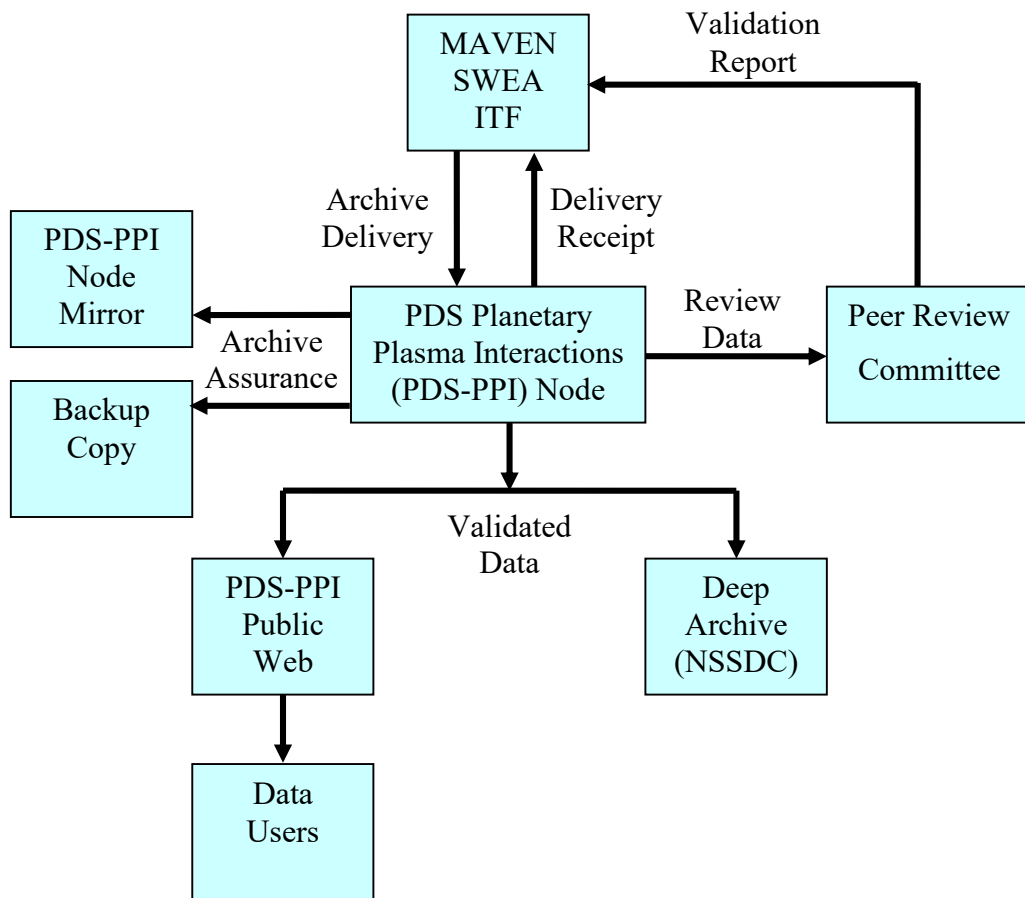 MAVEN
SWEA
ITF
Validation
Report
Archive
Delivery
Delivery
Receipt
PDS-PPI
Node
Mirror
Archive
Assurance
Backup
Copy
PDS Planetary
Plasma Interactions
(PDS-PPI) Node
Review
Data
Peer Review
Committee
Validated
Data
PDS-PPI
Public
Web
Deep
Archive
(NSSDC)
Data
Users